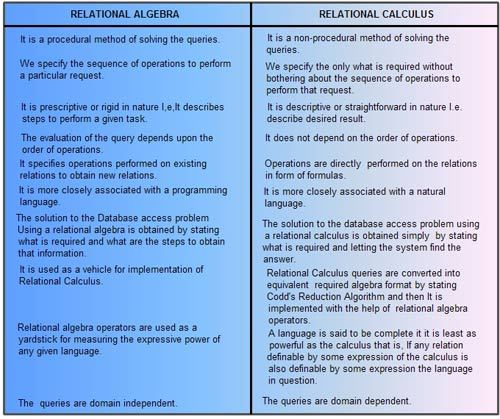 RELATIONAL ALGEBRA
RELATIONAL CALCULUS
It is a procedural method of solving the queries.
It is a non-procedural method of solving the
queries.
We specify the sequence of operations to perform
a particular request.
We specify the only what is required without
bothering about the sequence of operations to
perform that request.
It is prescriptive or rigid in nature I,e,It describes
steps to perform a given task.
It is descriptive or straightforward in nature I.e.
describe desired result.
The evaluation of the query depends upon the
order of operations.
It does not depend on the order of operations.
It specifies operations performed on existing
relations to obtain new relations.
Operations are directly performed on the relations
in form of formulas.
It is more closely associated with a programming
language.
It is more closely associated with a natural
language.
The solution to the Database access problem
Using a relational algebra is obtained by stating
what is required and what are the steps to obtain
that information.
The solution to the database access problem using
a relational calculus is obtained simply by stating
what is required and letting the system find the
answer.
It is used as a vehicle for implementation of
Relational Calculus.
Relational Calculus queries are converted into
equivalent required algebra format by stating
Codd's Reduction Algorithm and then It is
implemented with the help of relational algebra
operators.
Relational algebra operators are used as a
yardstick for measuring the expressive power of
any given language.
A language is said to be complete it it is least as
powerful as the calculus that is, If any relation
definable by some expression of the calculus is
also definable by some expression the language
in question.
The queries are domain independent.
The queries are domain dependent.